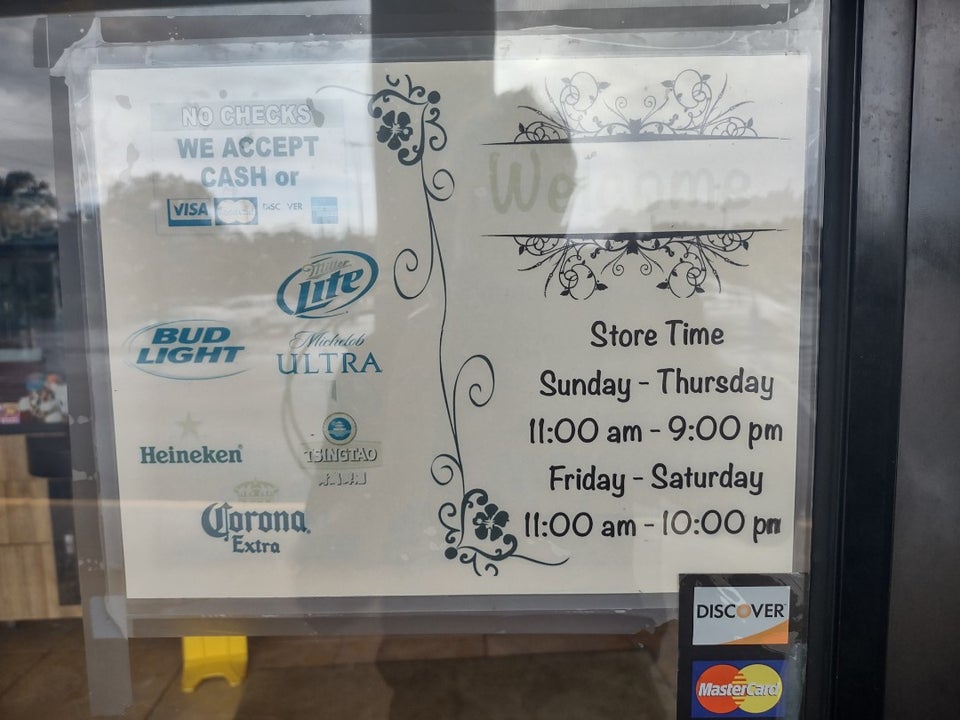 NO CHECKS
WE ACCEPT
CASH or
VISA MasterCard DISCOVER
Miller
Lite
BUD
LIGHT
Michelob
ULTRA
Heineken
TSINGTAO
Corona
Extra
Welcome
Store Time
Sunday - Thursday
11:00 am - 9:00 pm
Friday - Saturday
11:00 am - 10:00 pm
DISCOVER
MasterCard